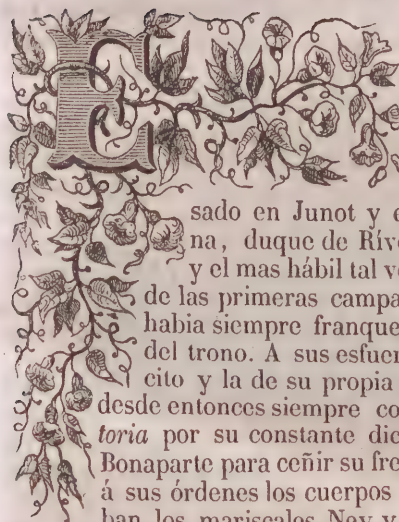 E
sado en Junot y e
na, duque de Rív
y el mas hábil tal v
de las primeras campa
habia siempre franque
del trono. A sus esfuer
cito y la de su propia
desde entonces siempre co
toria por su constante dic
Bonaparte para ceñir su fre
á sus órdenes los cuerpos
ban los mariscales Ney y